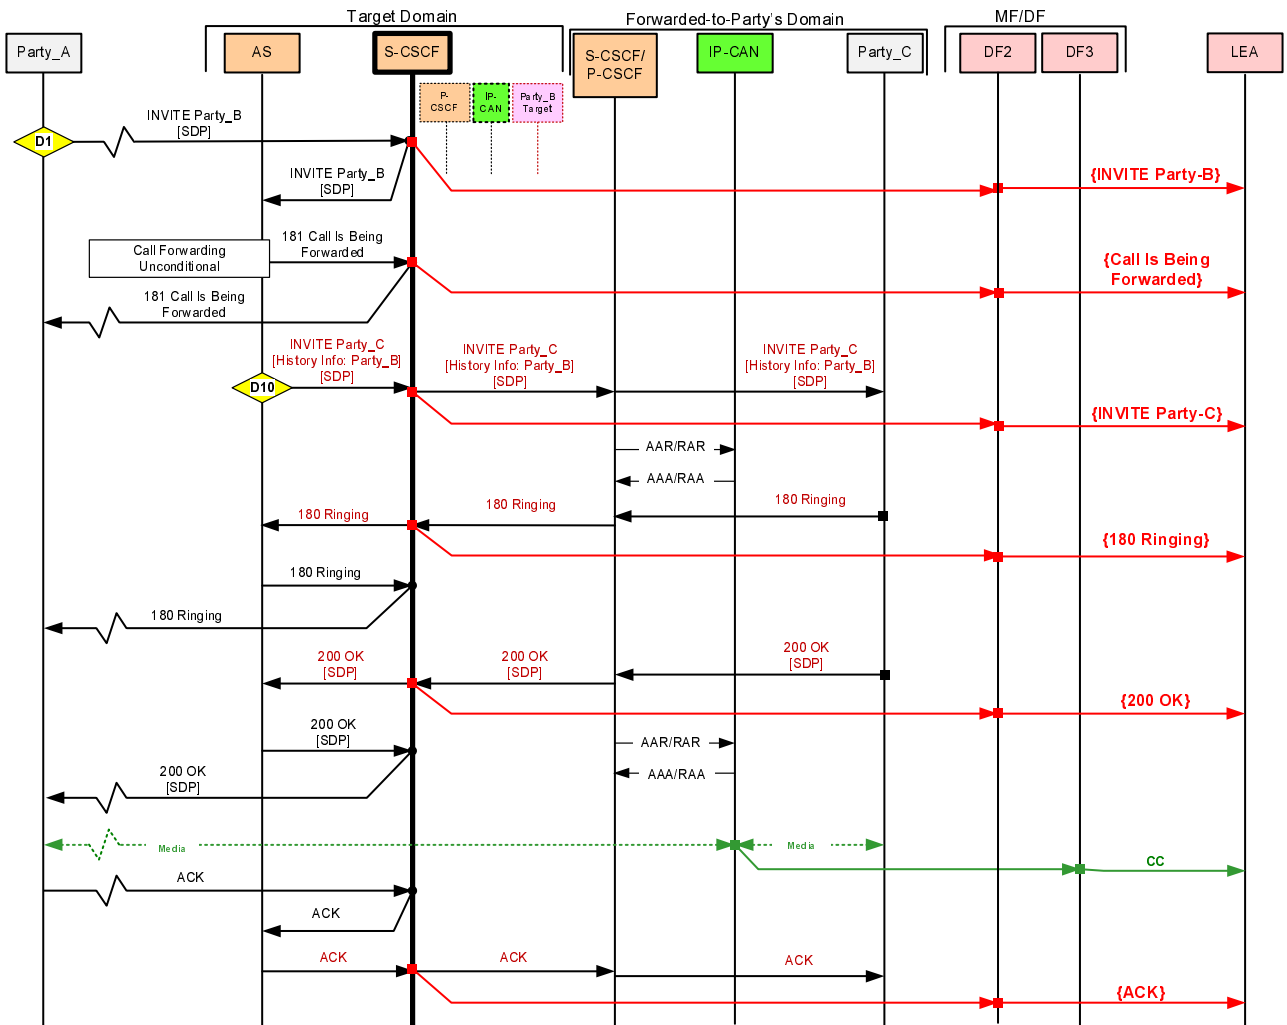 Target Domain
Forwarded-to-Party's Domain
MF/DF
Party_A
AS
S-CSCF
S-CSCF/
P-CSCF
IP-CAN
Party_C
DF2
DF3
LEA
P-
CSCF
IP-
CAN
Party_B
Target
D1
INVITE Party_B
[SDP]
INVITE Party_B
[SDP]
{INVITE Party-B}
Call Forwarding
Unconditional
181 Call Is Being
Forwarded
{Call Is Being
Forwarded}
181 Call Is Being
Forwarded
D10
INVITE Party_C
[History Info: Party_B]
[SDP]
INVITE Party_C
[History Info: Party_B]
[SDP]
INVITE Party_C
[History Info: Party_B]
[SDP]
{INVITE Party-C}
AAR/RAR
AAA/RAA
180 Ringing
180 Ringing
180 Ringing
{180 Ringing}
180 Ringing
180 Ringing
200 OK
[SDP]
200 OK
[SDP]
200 OK
[SDP]
{200 OK}
200 OK
[SDP]
AAR/RAR
AAA/RAA
200 OK
[SDP]
Media
Media
CC
ACK
ACK
ACK
ACK
ACK
{ACK}